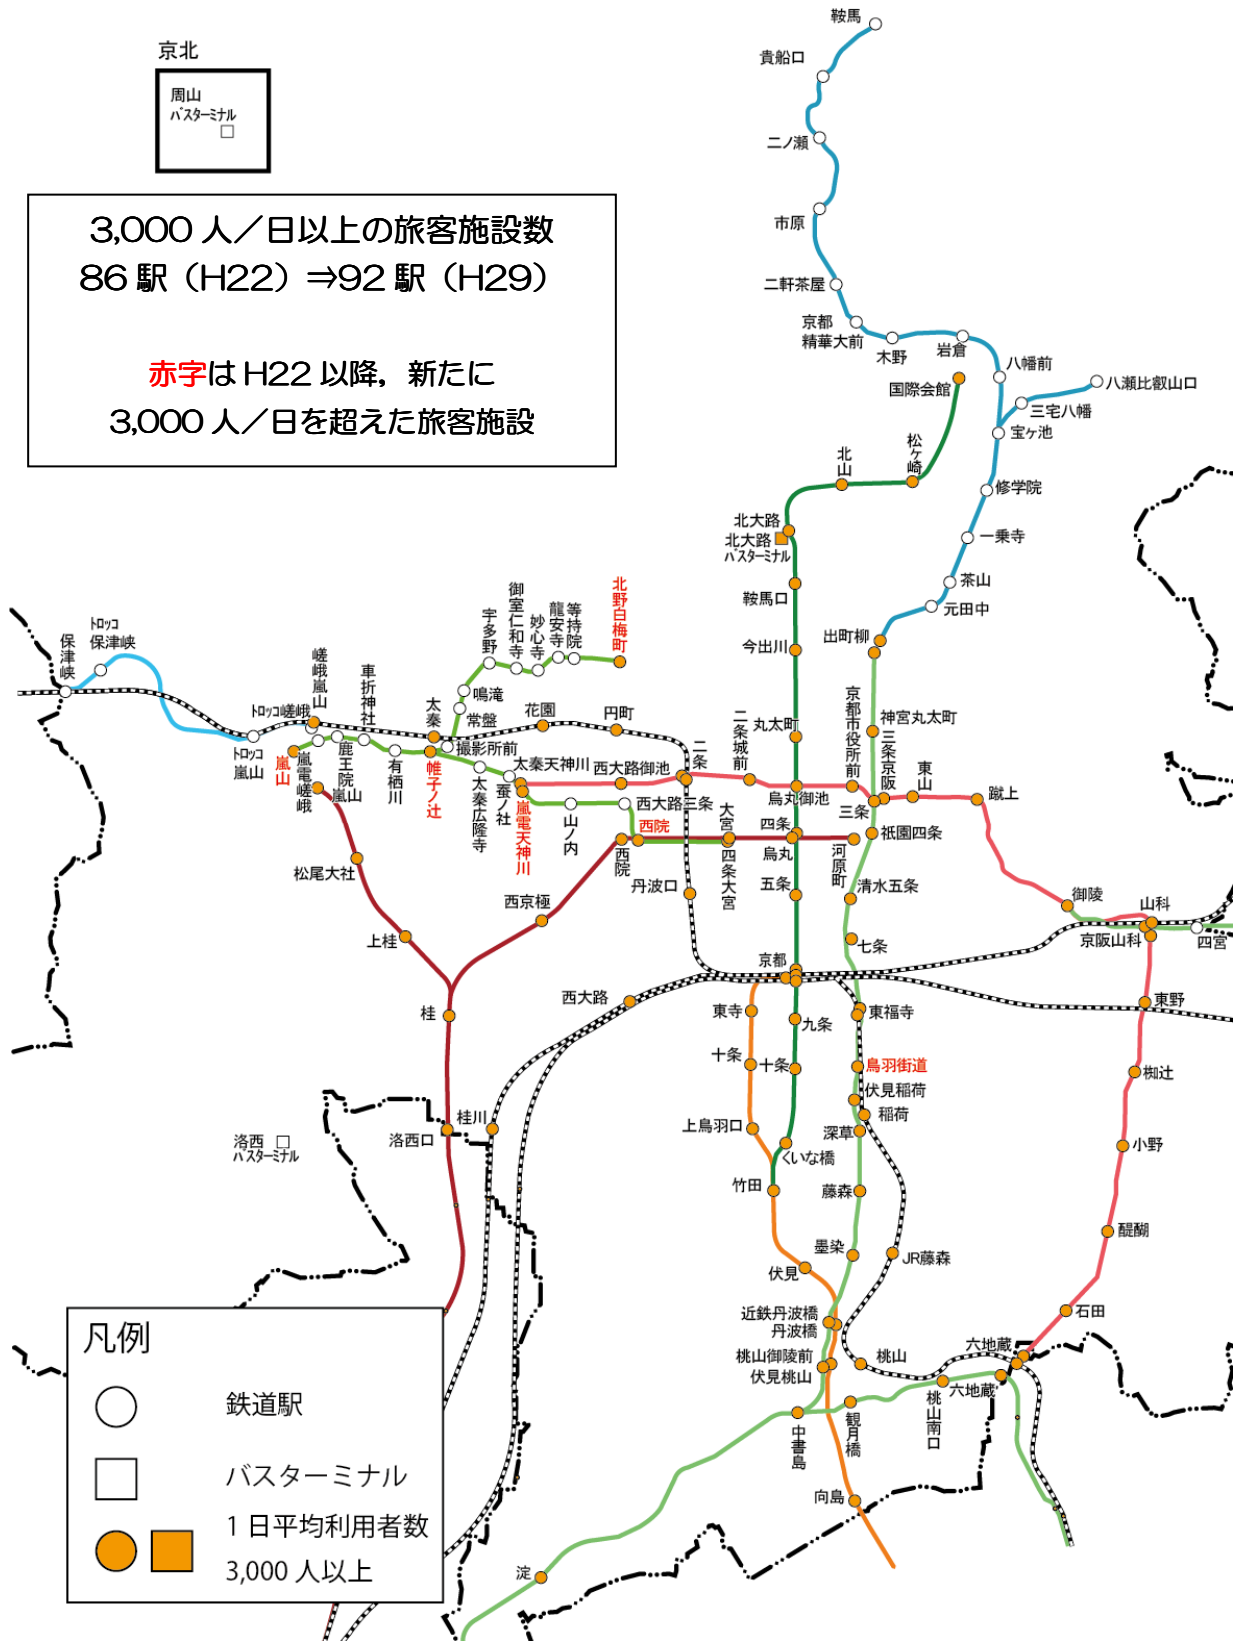 京北
周山
バスターミナル
3,000 人／日以上の旅客施設数
86 駅（H22）⇒92 駅（H29）
赤字は H22 以降，新たに
3,000 人／日を超えた旅客施設
鞍馬
貴船口
二ノ瀬
市原
二軒茶屋
京都
精華大前
木野
岩倉
八幡前
八瀬比叡山口
三宅八幡
宝ヶ池
修学院
一乗寺
茶山
元田中
出町柳
国際会館
松ヶ崎
北山
北大路
北大路
バスターミナル
鞍馬口
今出川
丸太町
烏丸御池
四条
烏丸
五条
京都
九条
十条
くいな橋
竹田
保津峡
トロッコ
保津峡
トロッコ嵯峨
トロッコ
嵐山
嵯峨嵐山
嵐山
嵐電嵯峨
鹿王院
嵐山
車折神社
有栖川
太秦
帷子ノ辻
撮影所前
常盤
鳴滝
宇多野
御室仁和寺
妙心寺
龍安寺
等持院
北野白梅町
花園
円町
二条
太秦広隆寺
蚕ノ社
太秦天神川
嵐電天神川
山ノ内
西大路三条
西大路御池
西院
西院
大宮
四条大宮
二条城前
京都市役所前
三条京阪
三条
東山
蹴上
御陵
山科
京阪山科
四宮
東野
椥辻
小野
醍醐
石田
六地蔵
六地蔵
神宮丸太町
祇園四条
河原町
清水五条
七条
東福寺
鳥羽街道
伏見稲荷
稲荷
深草
藤森
墨染
JR藤森
伏見
近鉄丹波橋
丹波橋
桃山御陵前
伏見桃山
桃山
中書島
観月橋
桃山南口
向島
淀
松尾大社
上桂
桂
西京極
丹波口
西大路
東寺
十条
上鳥羽口
桂川
洛西口
洛西
バスターミナル
凡例
鉄道駅
バスターミナル
1 日平均利用者数
3,000 人以上